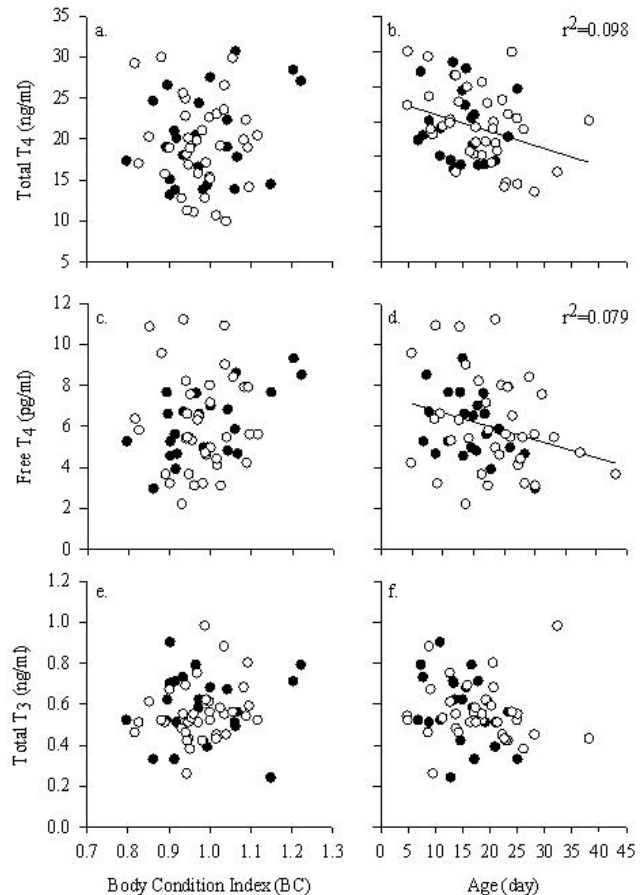 a.
35
30
25
20
15
10
5
Total T4 (ng/ml)
b.
r2=0.098
c.
12
10
8
6
4
2
0
Free T4 (pg/ml)
d.
r2=0.079
e.
1.2
1.0
0.8
0.6
0.4
0.2
0.0
Total T3 (ng/ml)
f.
0.7 0.8 0.9 1.0 1.1 1.2 1.3
Body Condition Index (BC)
5 10 15 20 25 30 35 40 45
Age (day)